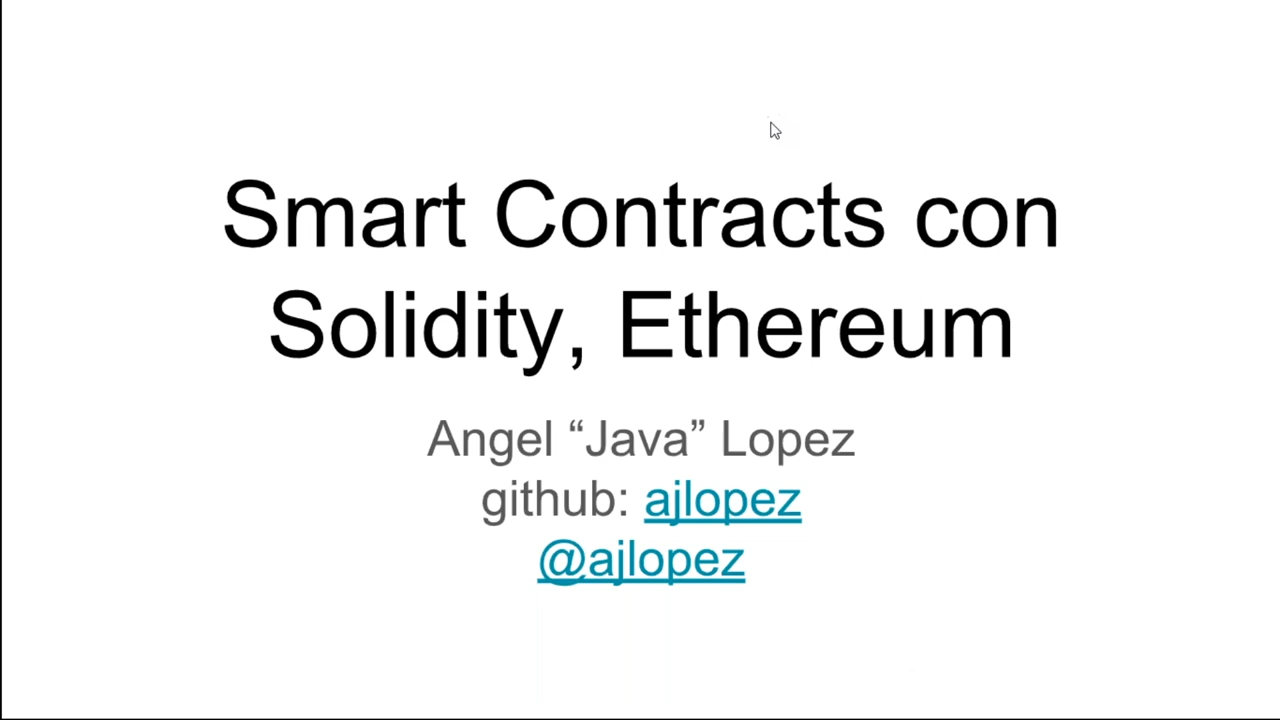 Smart Contracts con
Solidity, Ethereum
Angel “Java” Lopez
github: ajlopez
@ajlopez